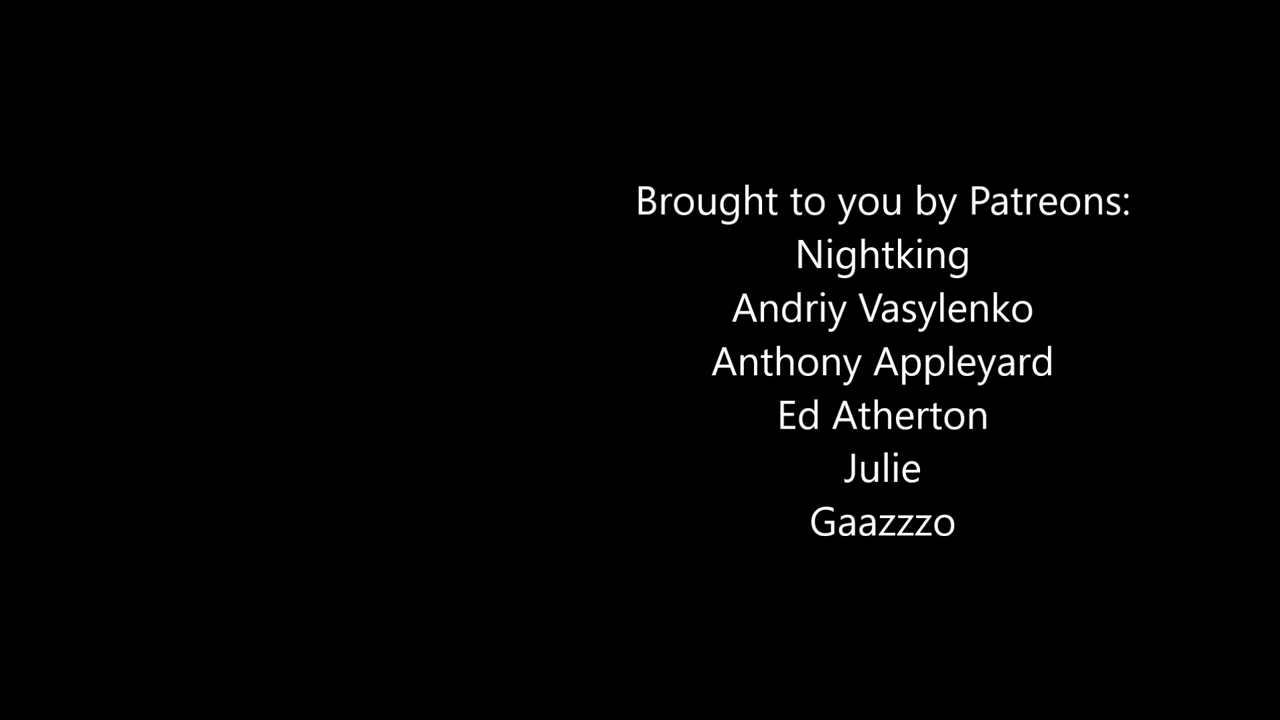 Brought to you by Patreons:
Nightking
Andriy Vasylenko
Anthony Appleyard
Ed Atherton
Julie
Gaazzzo